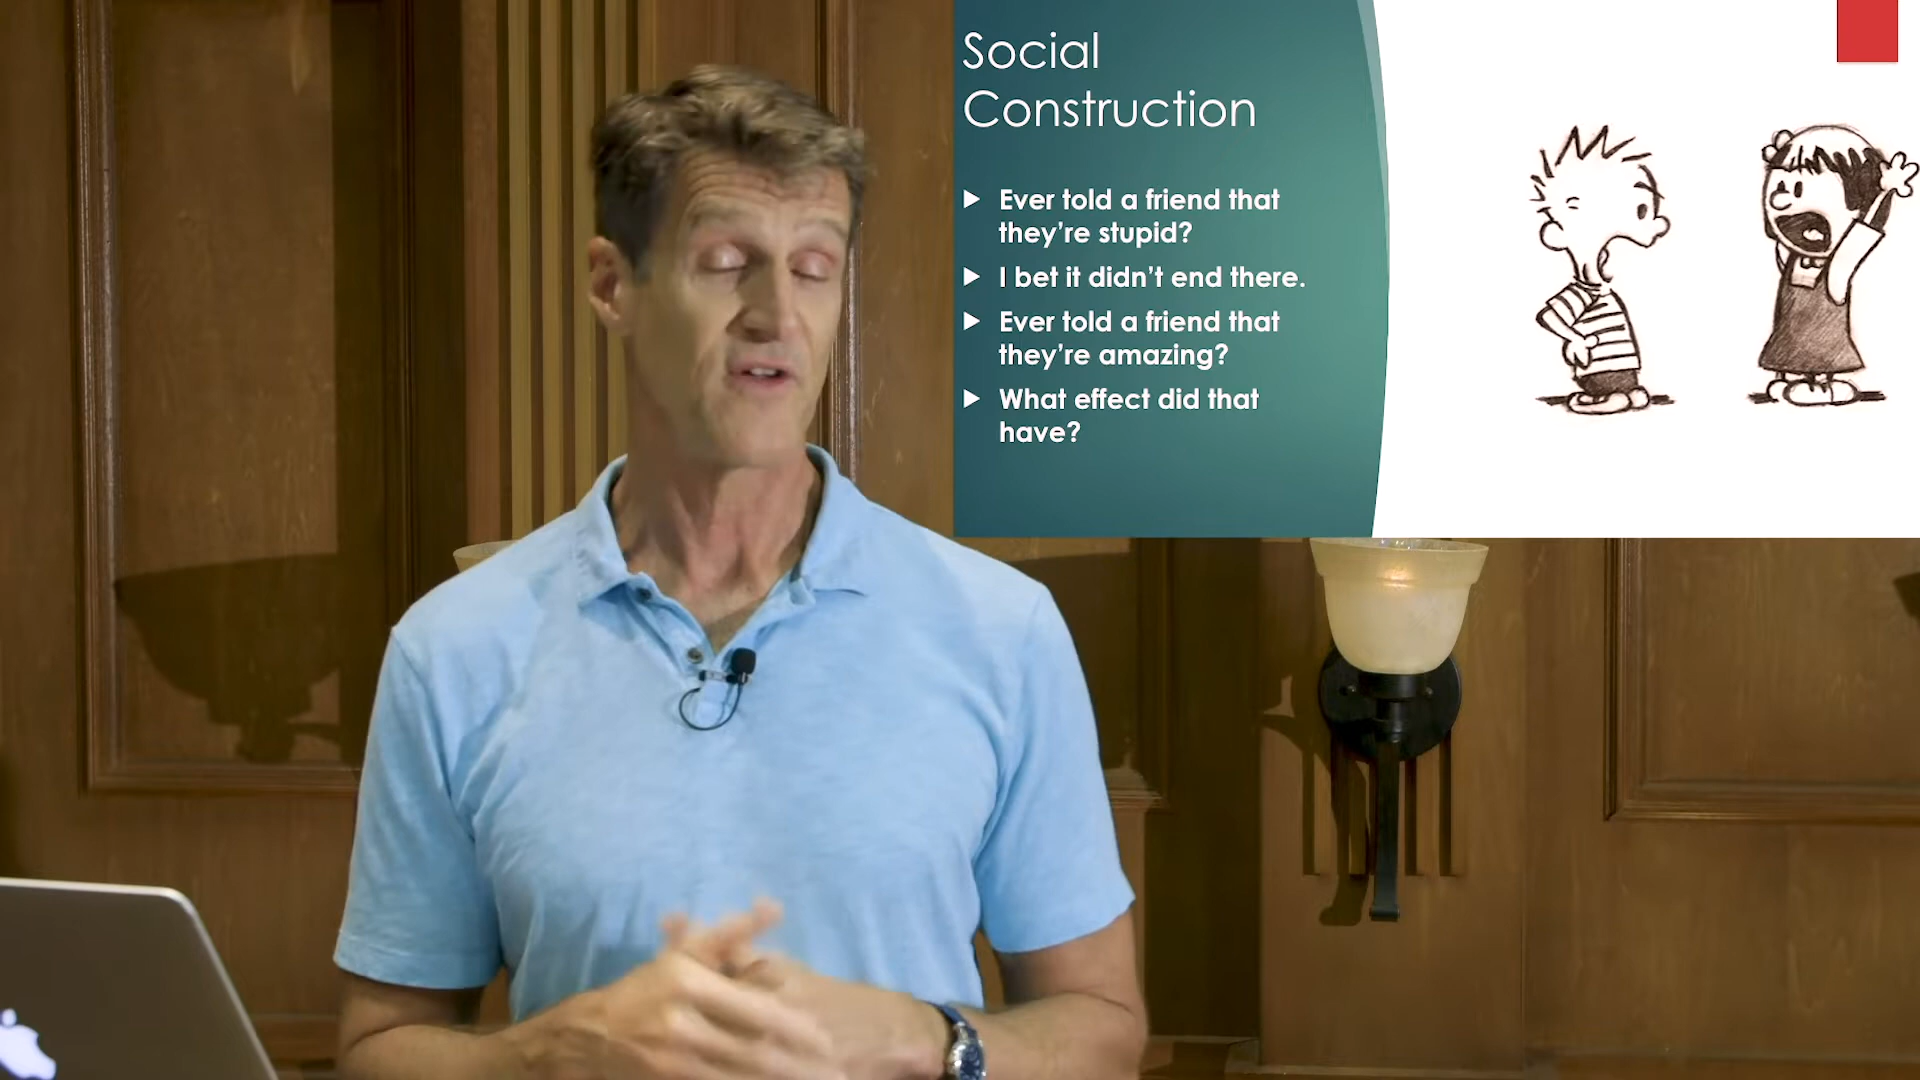 Social
Construction
Ever told a friend that
they're stupid?
I bet it didn't end there.
Ever told a friend that
they're amazing?
What effect did that
have?